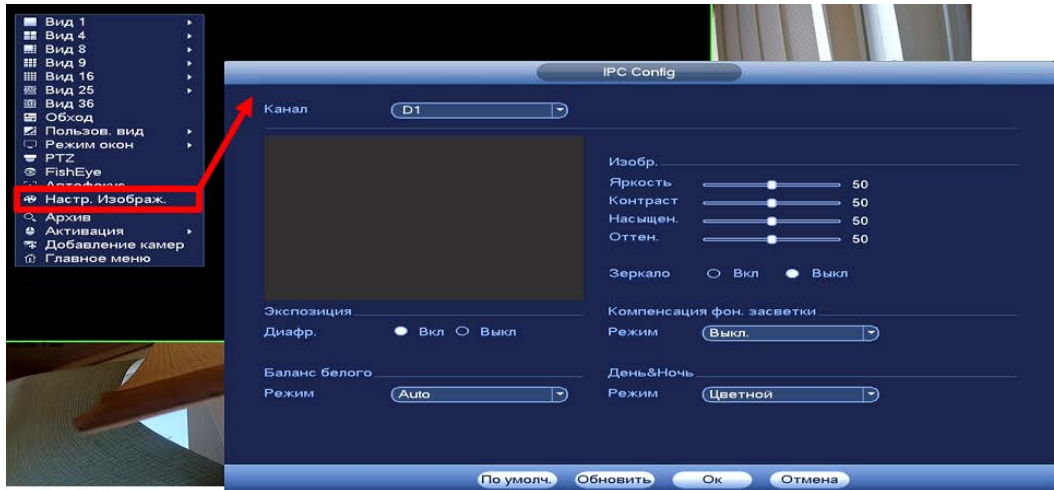 Вид 1
Вид 4
Вид 8
Вид 9
Вид 16
Вид 25
Вид 36
Обход
Пользов. вид
Режим окон
PTZ
FishEye
Автофокус
Настр. Изображ.
Архив
Активация
Добавление камер
Главное меню
IPC Config
Канал D1
Изобр.
Яркость 50
Контраст 50
Насыщен. 50
Оттен. 50
Зеркало Вкл Выкл
Экспозиция
Диафр. Вкл Выкл
Компенсация фон. засветки
Режим Выкл.
Баланс белого
Режим Auto
День&Ночь
Режим Цветной
По умолч. Обновить Ок Отмена